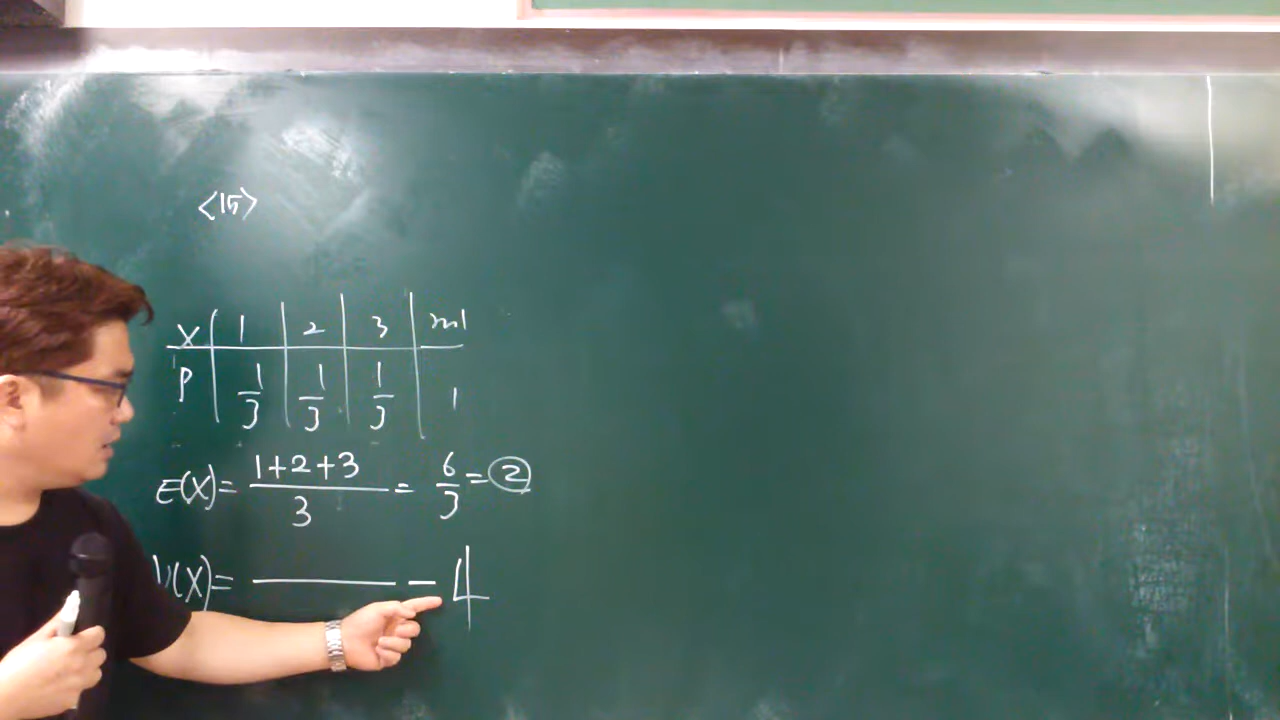 <15>
X | 1 | 2 | 3 |
P | 1/3 | 1/3 | 1/3 | 1
E(X)= (1+2+3)/3 = 6/3 = ②
V(X)= ——— - 4